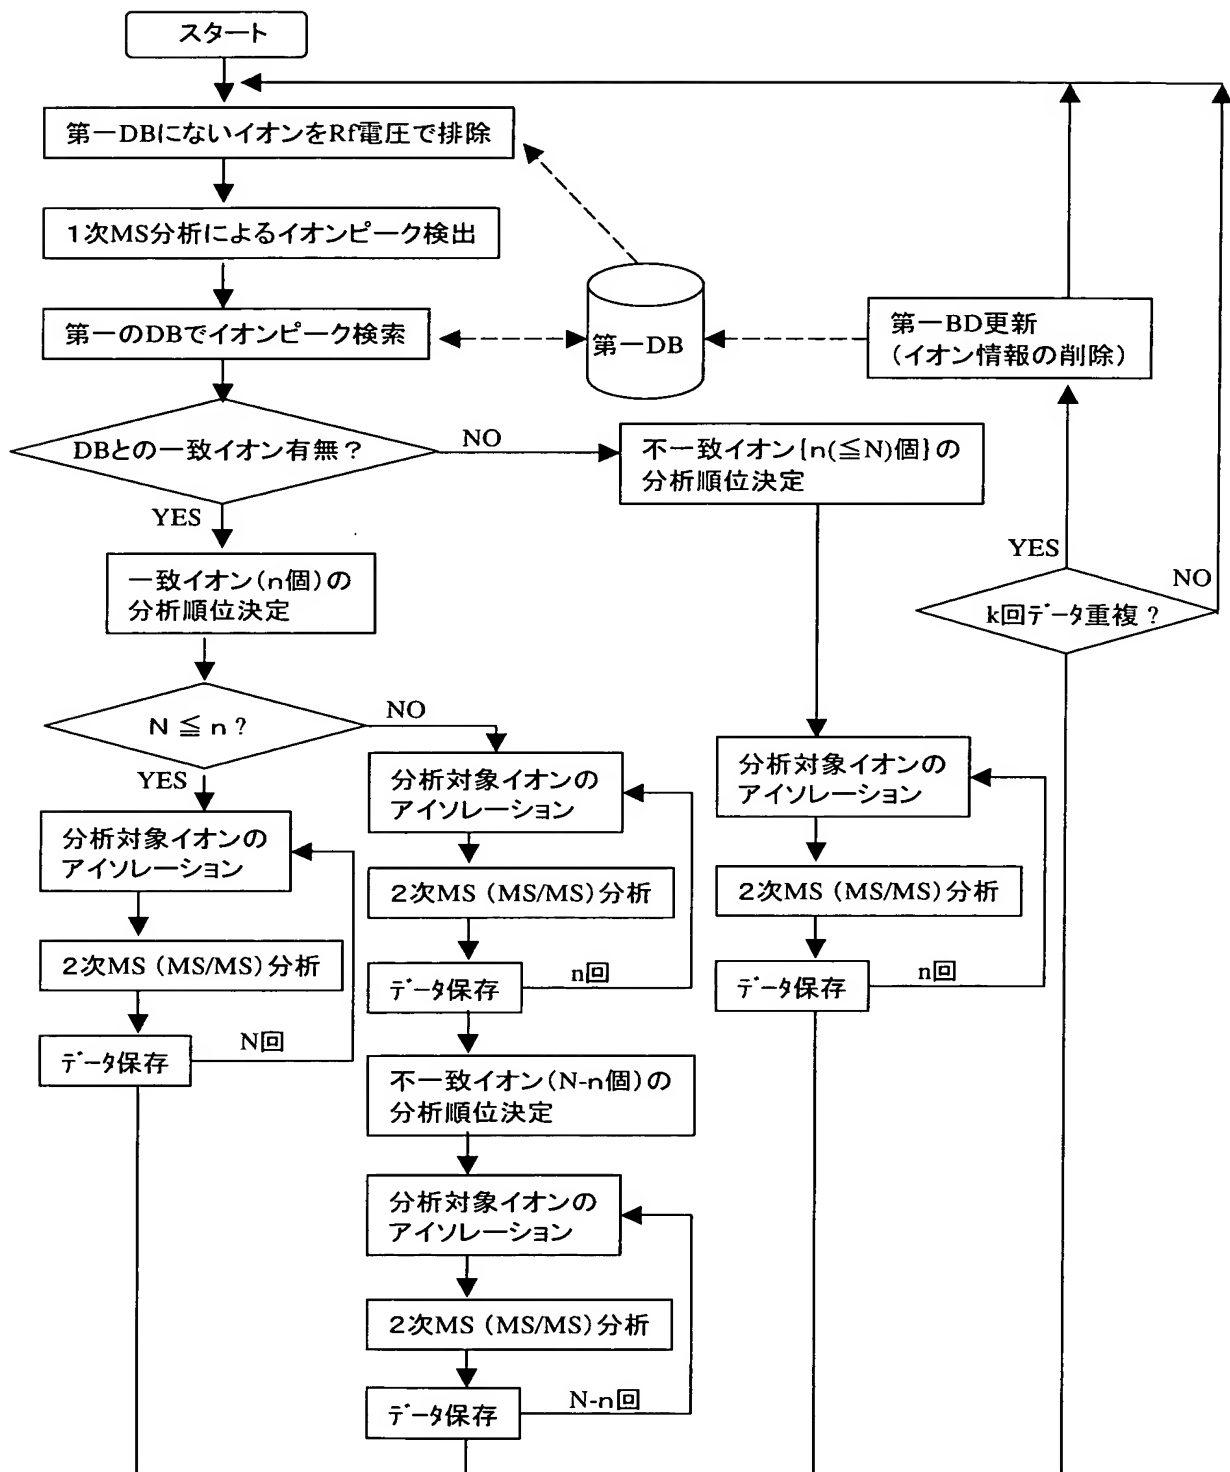 スタート
第一DBにないイオンをRf電圧で排除
1次MS分析によるイオンピーク検出
第一のDBでイオンピーク検索
第一DB
第一BD更新
(イオン情報の削除)
DBとの一致イオン有無?
NO
不一致イオン{n(≦N)個}の
分析順位決定
YES
一致イオン(n個)の
分析順位決定
YES
NO
k回データ重複?
N ≦ n?
NO
YES
分析対象イオンの
アイソレーション
2次MS (MS/MS)分析
データ保存
N回
分析対象イオンの
アイソレーション
2次MS (MS/MS)分析
データ保存
n回
不一致イオン(N-n個)の
分析順位決定
分析対象イオンの
アイソレーション
2次MS (MS/MS)分析
データ保存
N-n回
分析対象イオンの
アイソレーション
2次MS (MS/MS)分析
データ保存
n回